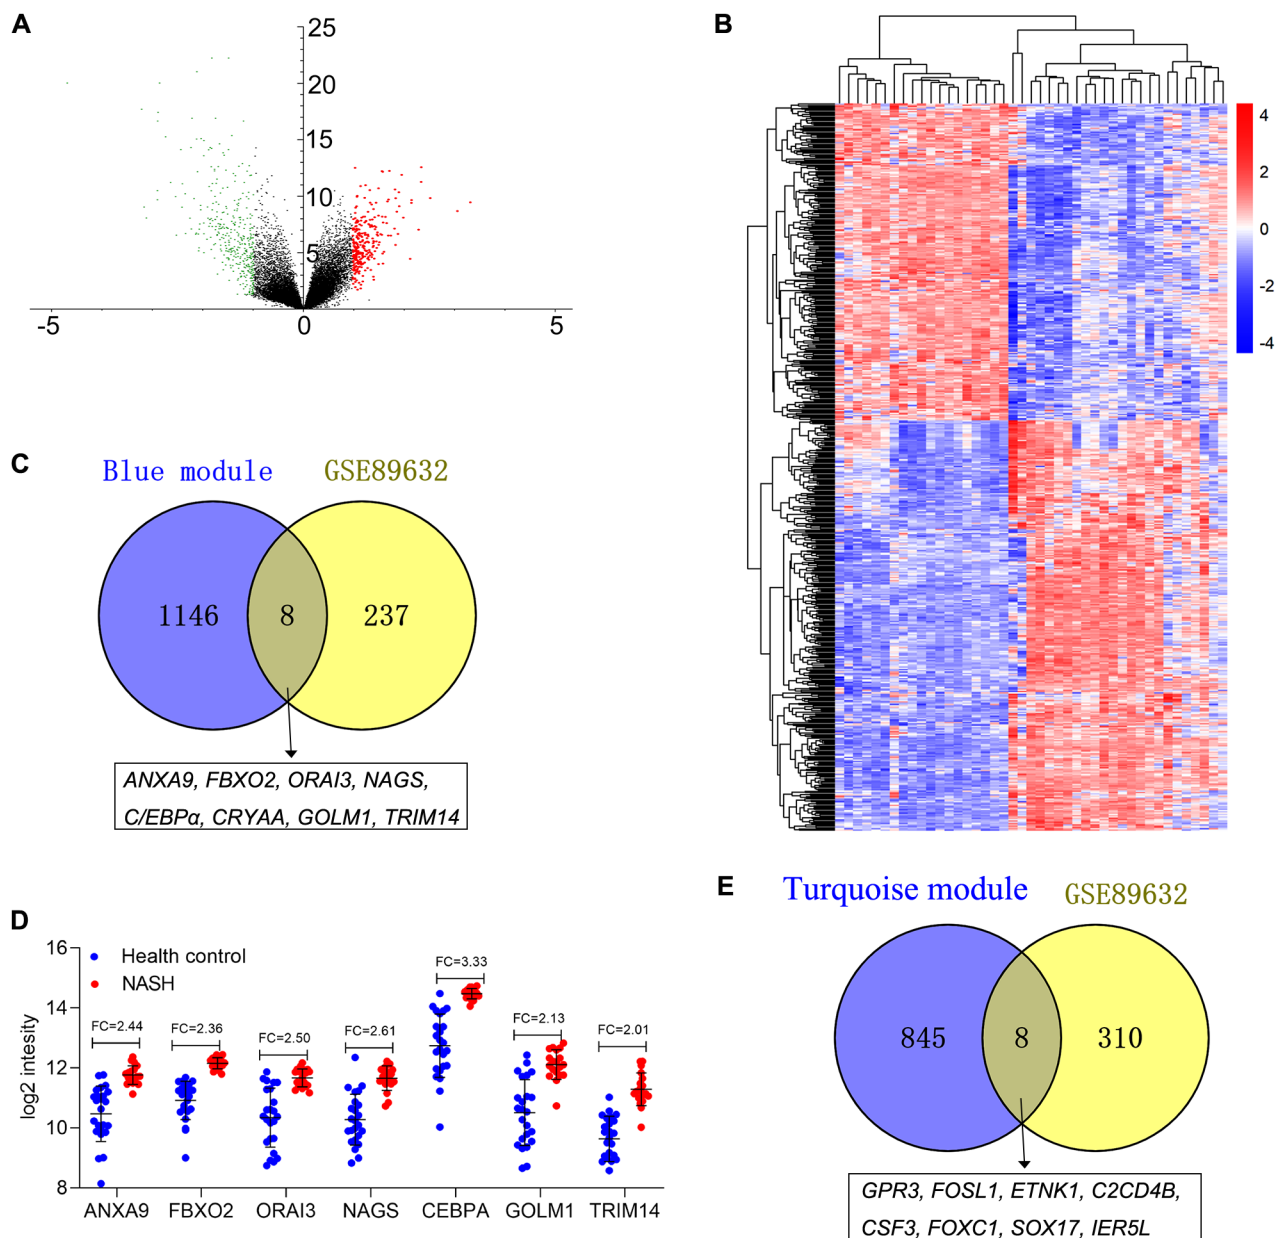 A
25
20
15
10
5
-5
0
5
B
4
2
0
-2
-4
C
Blue module
GSE89632
1146
8
237
ANXA9, FBXO2, ORAI3, NAGS,
C/EBPα, CRYAA, GOLM1, TRIM14
D
16
14
12
10
8
log2 intesity
Health control
NASH
FC=2.44
FC=2.36
FC=2.50
FC=2.61
FC=3.33
FC=2.13
FC=2.01
ANXA9
FBXO2
ORAI3
NAGS
CEBPA
GOLM1
TRIM14
E
Turquoise module
GSE89632
845
8
310
GPR3, FOSL1, ETNK1, C2CD4B,
CSF3, FOXC1, SOX17, IER5L